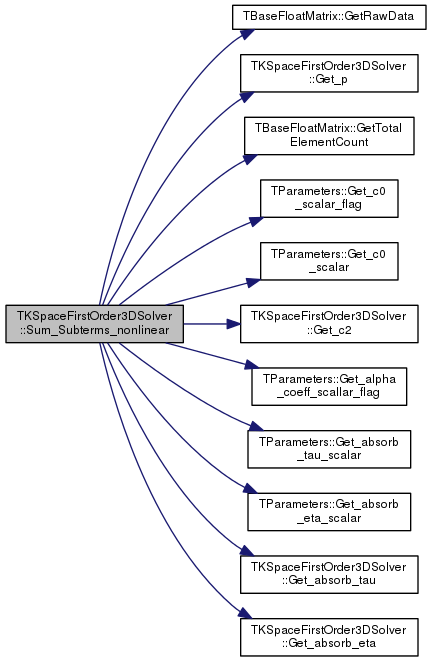 TBaseFloatMatrix::GetRawData
TKSpaceFirstOrder3DSolver
::Get_p
TBaseFloatMatrix::GetTotal
ElementCount
TParameters::Get_c0
_scalar_flag
TParameters::Get_c0
_scalar
TKSpaceFirstOrder3DSolver
::Sum_Subterms_nonlinear
TKSpaceFirstOrder3DSolver
::Get_c2
TParameters::Get_alpha
_coeff_scallar_flag
TParameters::Get_absorb
_tau_scalar
TParameters::Get_absorb
_eta_scalar
TKSpaceFirstOrder3DSolver
::Get_absorb_tau
TKSpaceFirstOrder3DSolver
::Get_absorb_eta